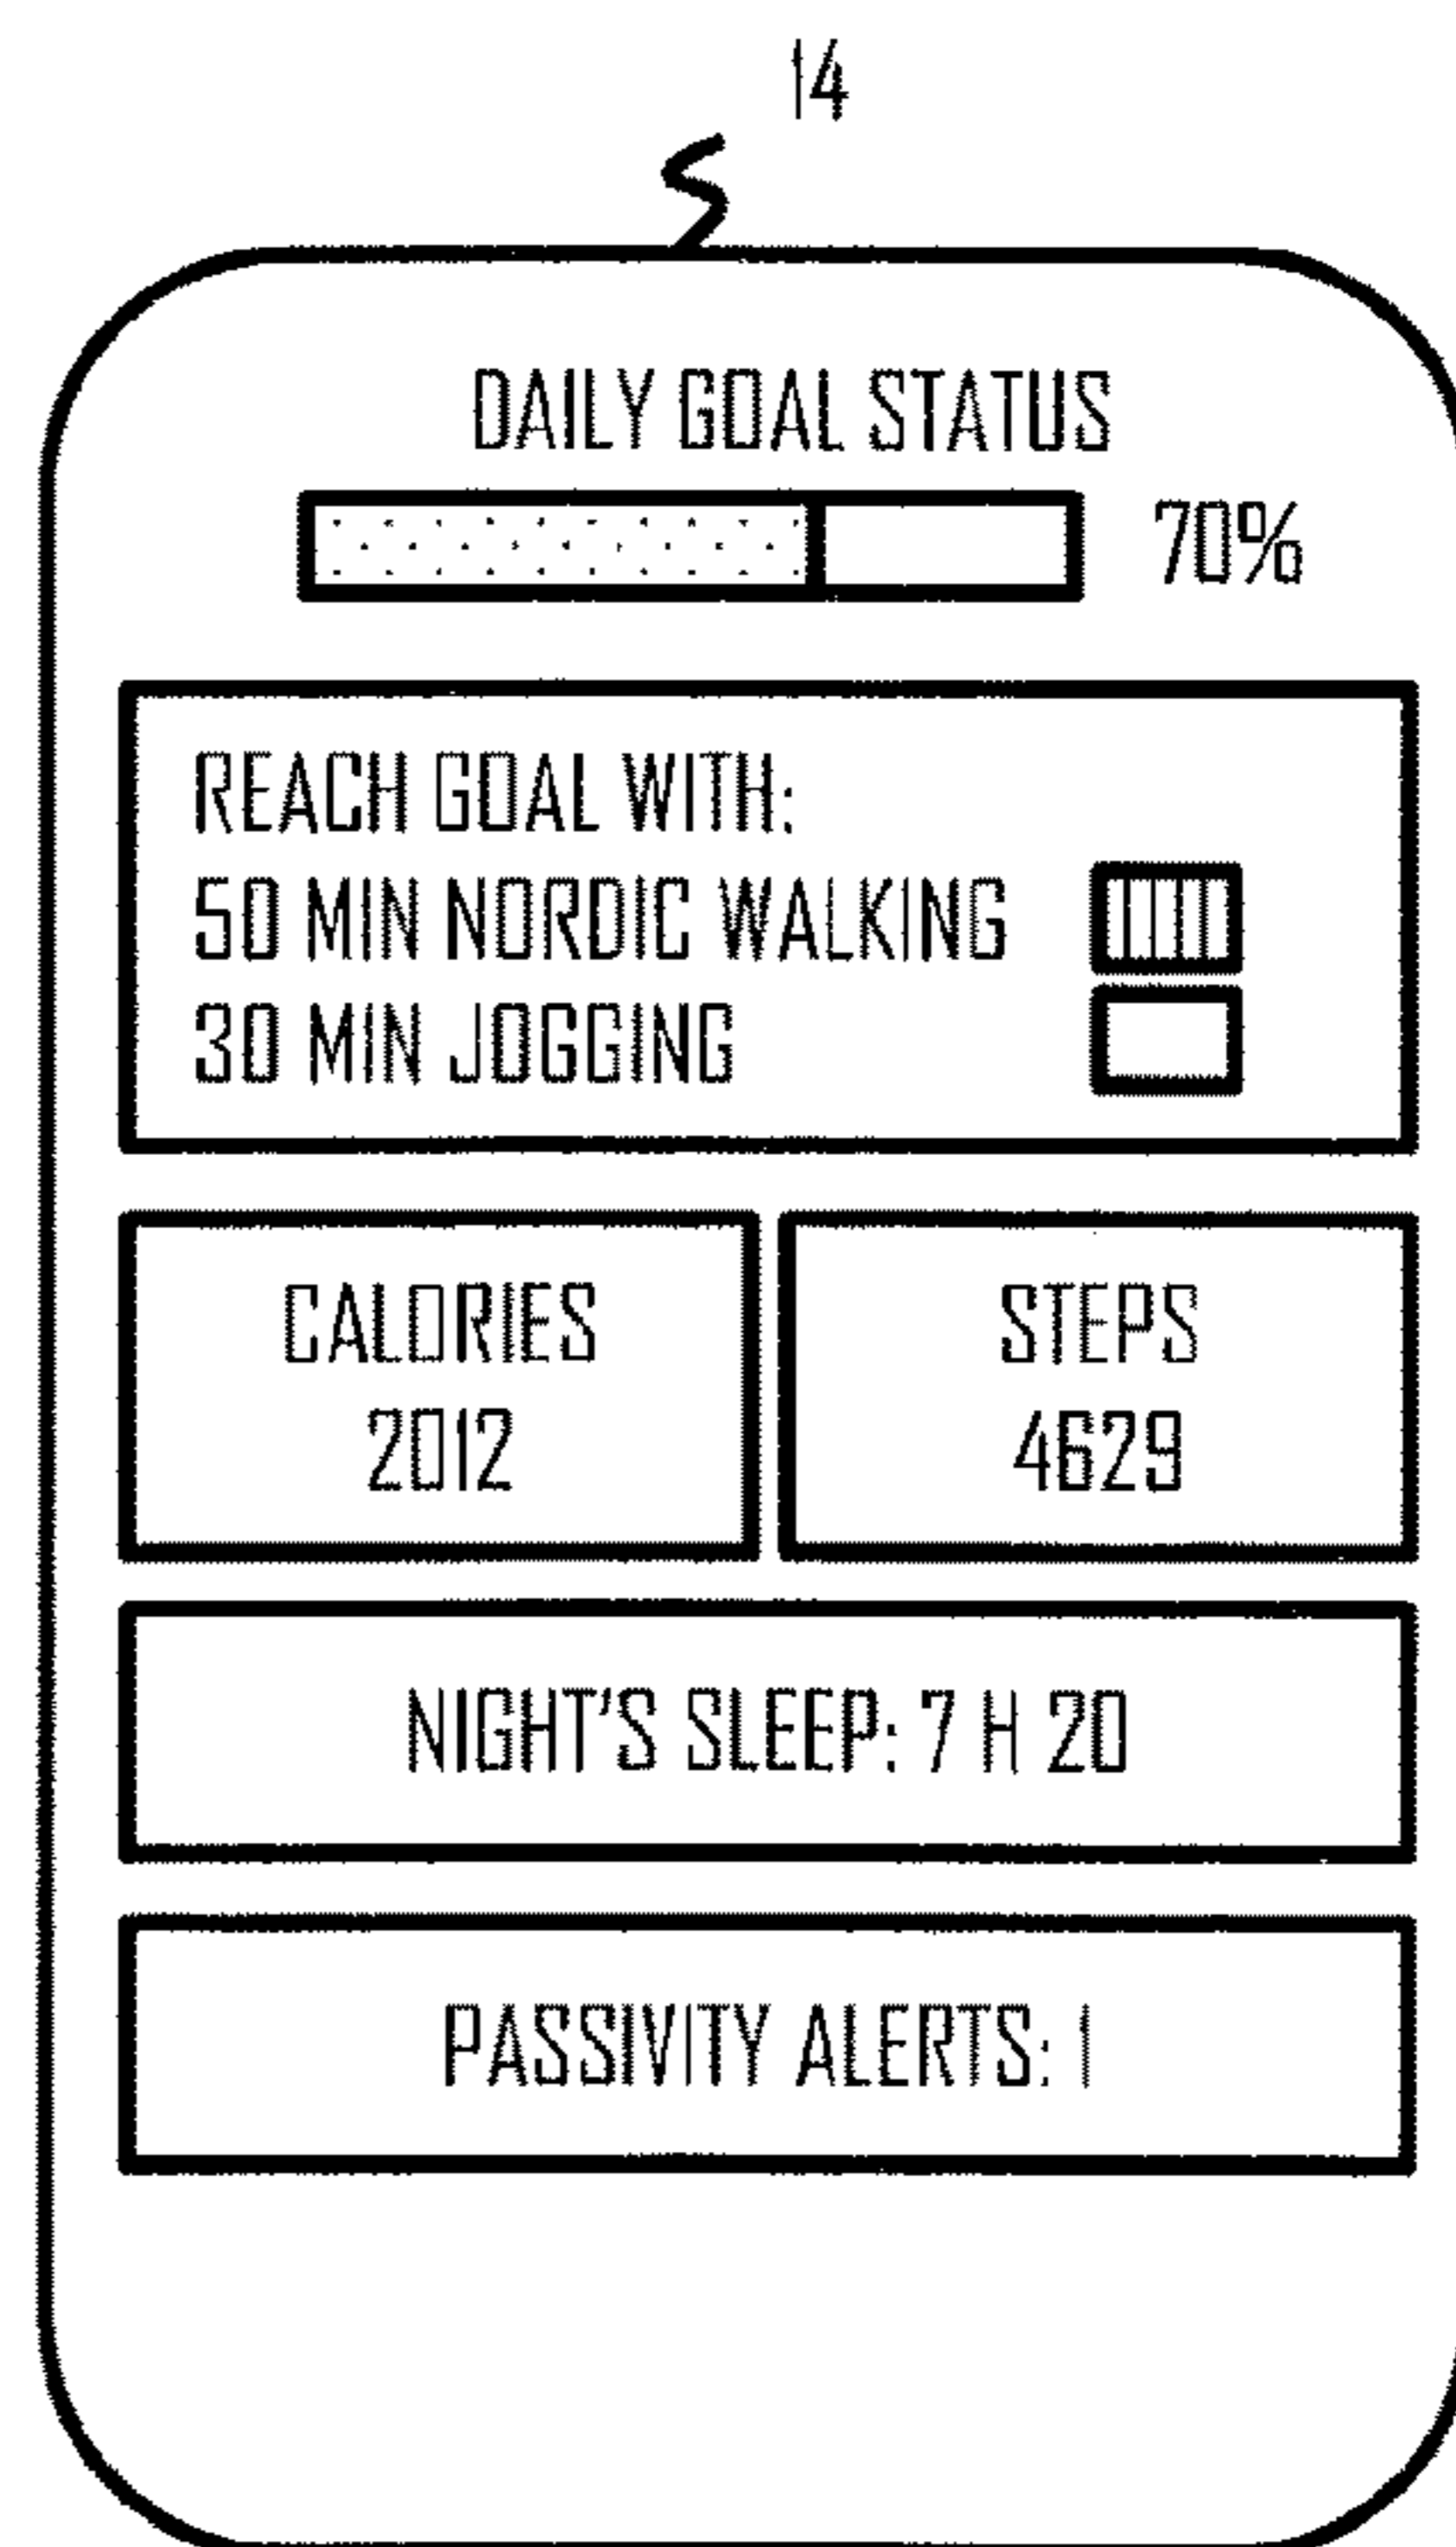 14
DAILY GOAL STATUS
70%
REACH GOAL WITH:
50 MIN NORDIC WALKING
30 MIN JOGGING
CALORIES
2012
STEPS
4629
NIGHT'S SLEEP: 7 H 20
PASSIVITY ALERTS: 1